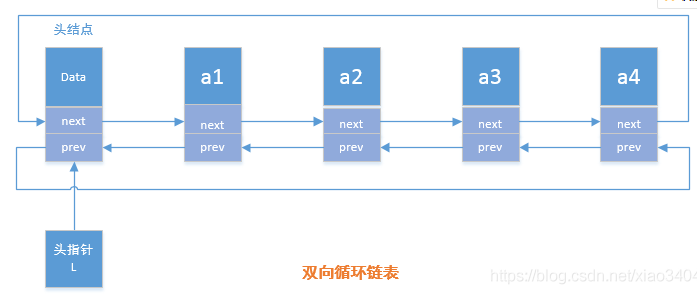 头结点
Data a1 a2 a3 a4
next next next next next
prev prev prev prev prev
头指针
L
双向循环链表
https://blog.csdn.net/xiao3404